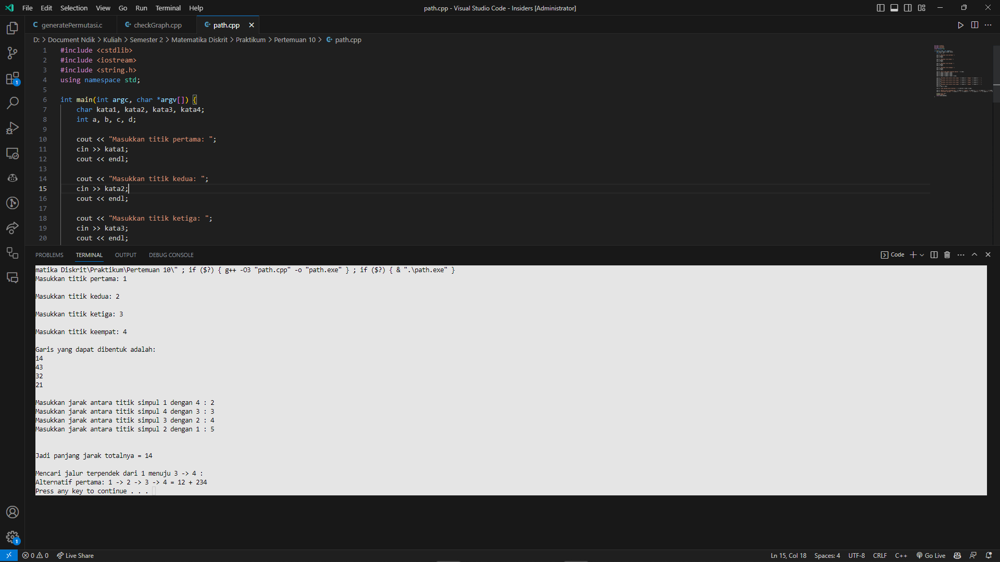 File Edit Selection View Go Run Terminal Help
path.cpp - Visual Studio Code - Insiders [Administrator]
C generatePermutasi.c
C++ checkGraph.cpp
C++ path.cpp
D: > Document Ndik > Kuliah > Semester 2 > Matematika Diskrit > Praktikum > Pertemuan 10 > path.cpp
1 #include <cstdlib>
2 #include <iostream>
3 #include <string.h>
4 using namespace std;
5
6 int main(int argc, char *argv[]) {
7 char kata1, kata2, kata3, kata4;
8 int a, b, c, d;
9
10 cout << "Masukkan titik pertama: ";
11 cin >> kata1;
12 cout << endl;
13
14 cout << "Masukkan titik kedua: ";
15 cin >> kata2;
16 cout << endl;
17
18 cout << "Masukkan titik ketiga: ";
19 cin >> kata3;
20 cout << endl;
PROBLEMS TERMINAL OUTPUT DEBUG CONSOLE
Code
matika Diskrit\Praktikum\Pertemuan 10\" ; if ($?) { g++ -O3 "path.cpp" -o "path.exe" } ; if ($?) { & ".\path.exe" }
Masukkan titik pertama: 1
Masukkan titik kedua: 2
Masukkan titik ketiga: 3
Masukkan titik keempat: 4
Garis yang dapat dibentuk adalah:
14
43
32
21
Masukkan jarak antara titik simpul 1 dengan 4 : 2
Masukkan jarak antara titik simpul 4 dengan 3 : 3
Masukkan jarak antara titik simpul 3 dengan 2 : 4
Masukkan jarak antara titik simpul 2 dengan 1 : 5
Jadi panjang jarak totalnya = 14
Mencari jalur terpendek dari 1 menuju 3 -> 4 :
Alternatif pertama: 1 -> 2 -> 3 -> 4 = 12 + 234
Press any key to continue . . .
1
1
0 0 Live Share
Ln 15, Col 18 Spaces: 4 UTF-8 CRLF C++ Go Live